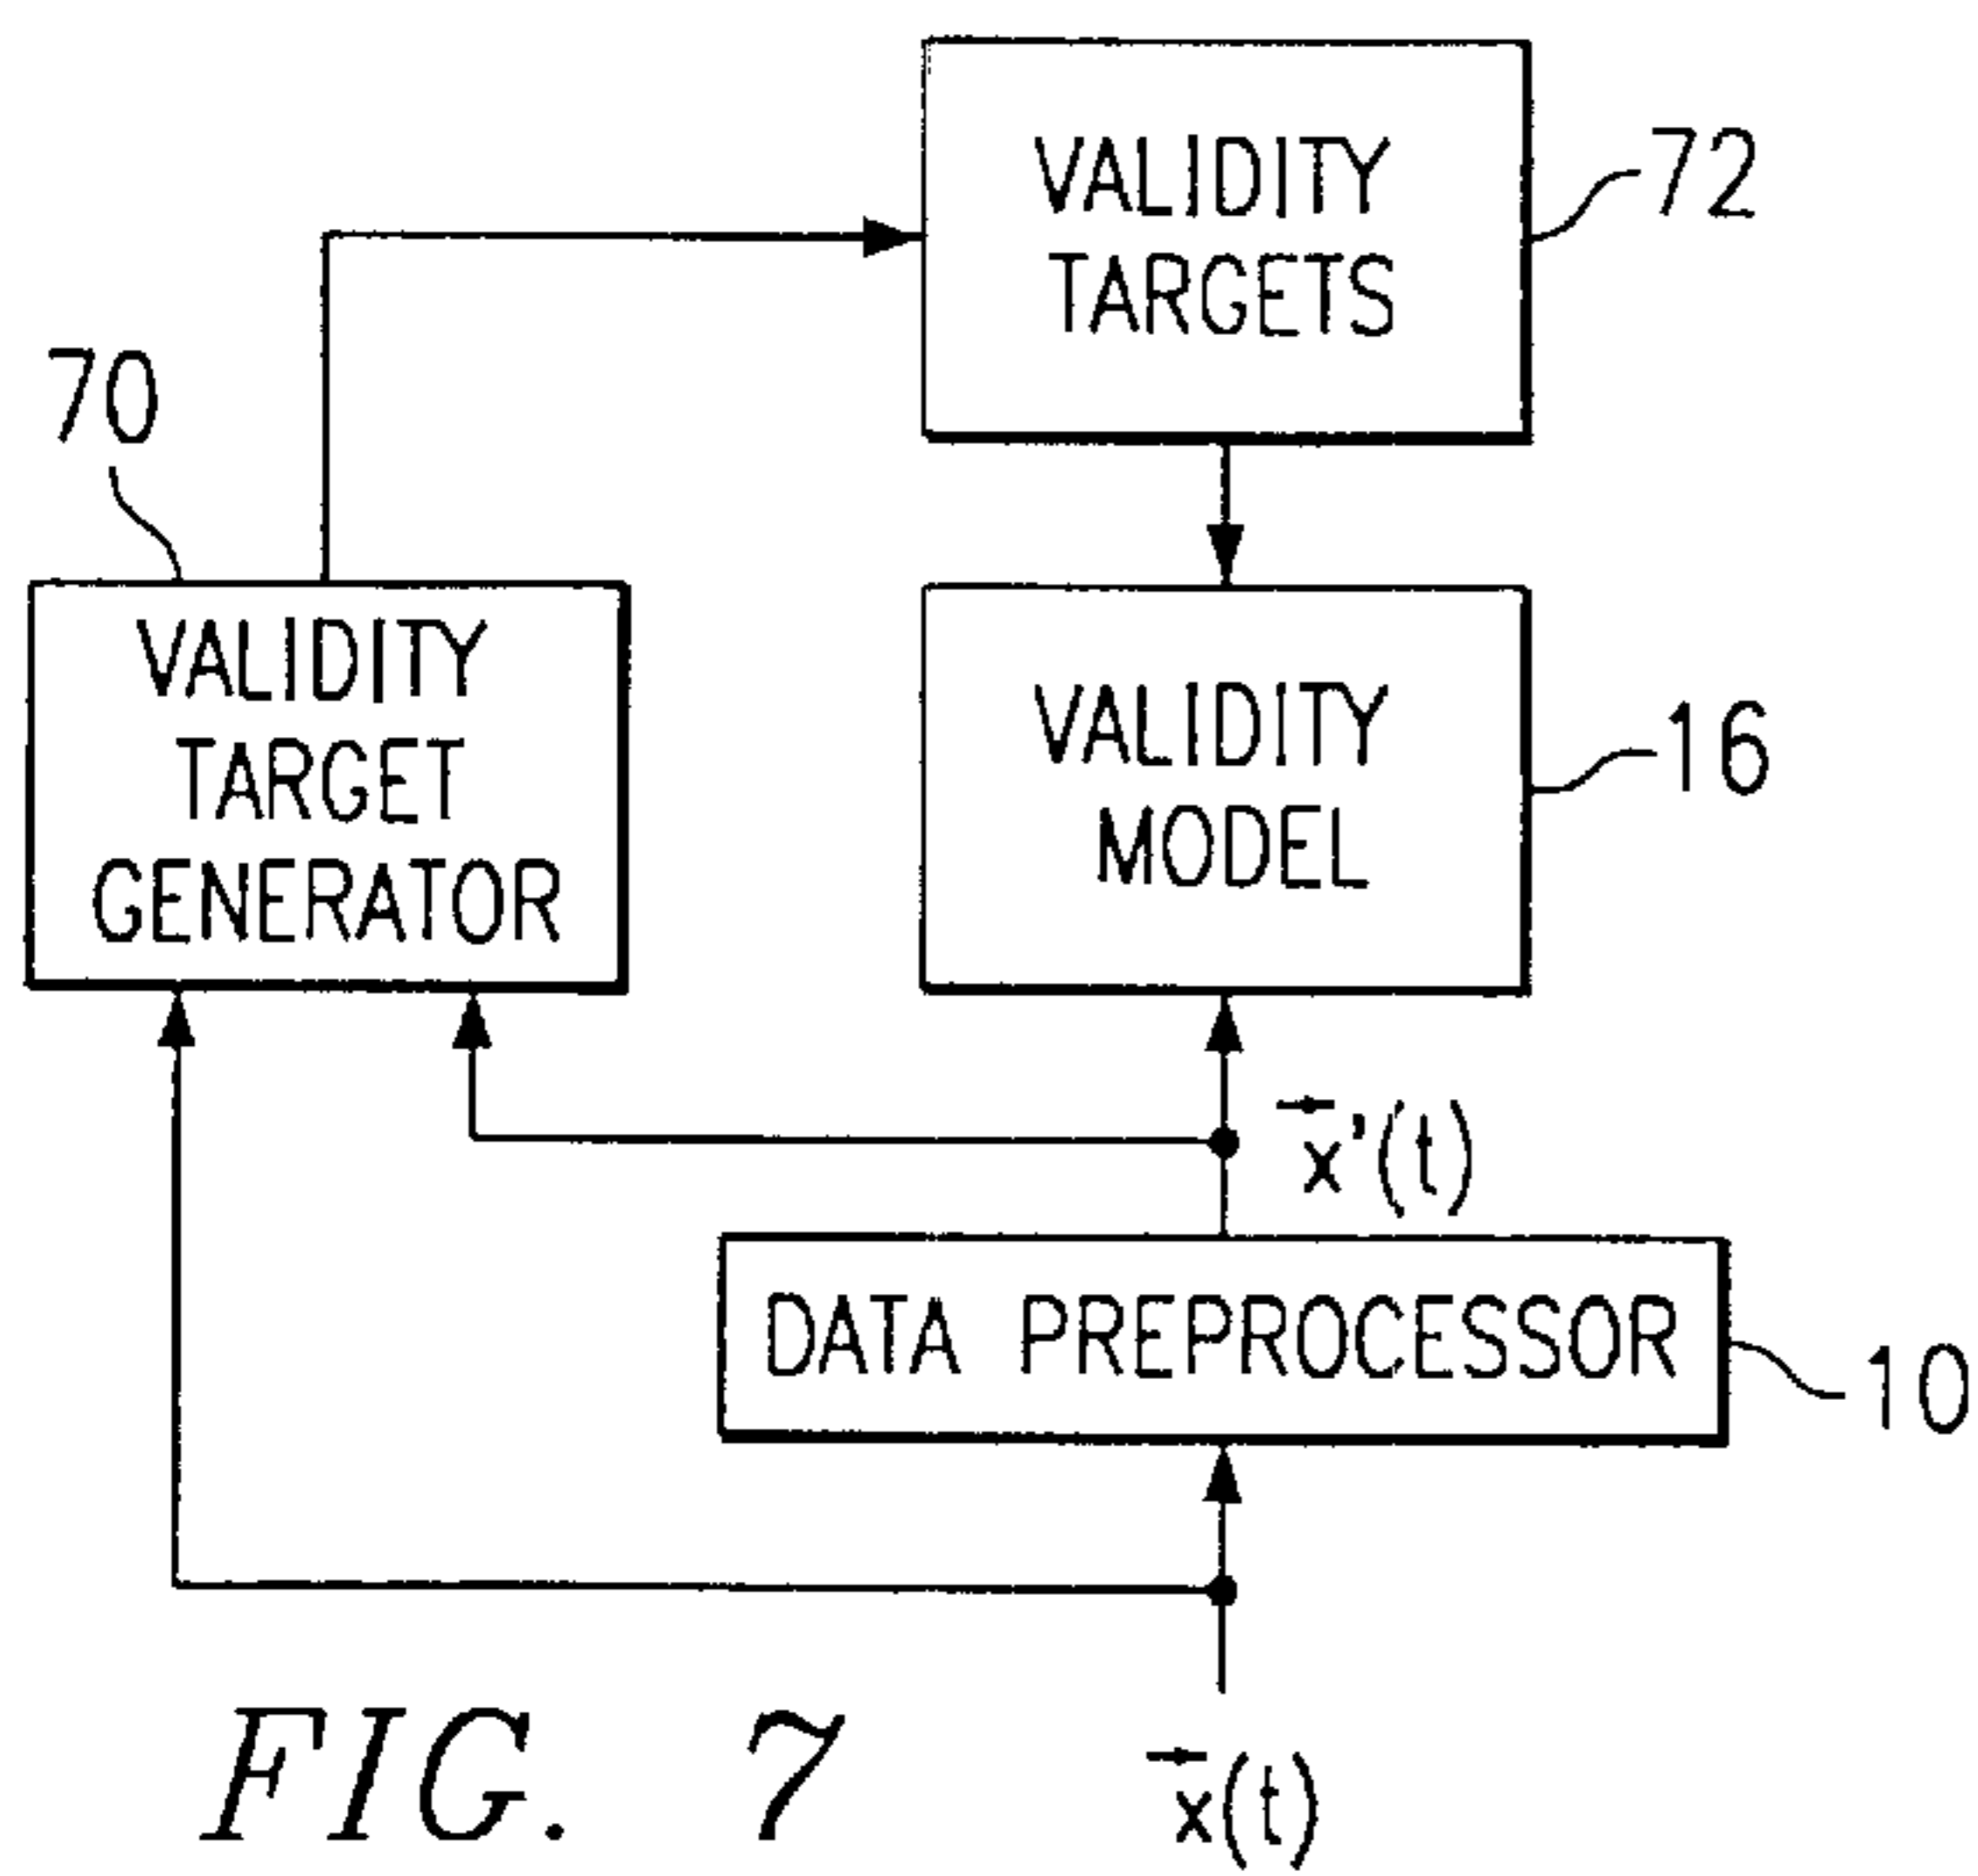 VALIDITY
TARGETS
72
70
VALIDITY
TARGET
GENERATOR
VALIDITY
MODEL
16
x⃗'(t)
DATA PREPROCESSOR
10
x⃗(t)
FIG. 7